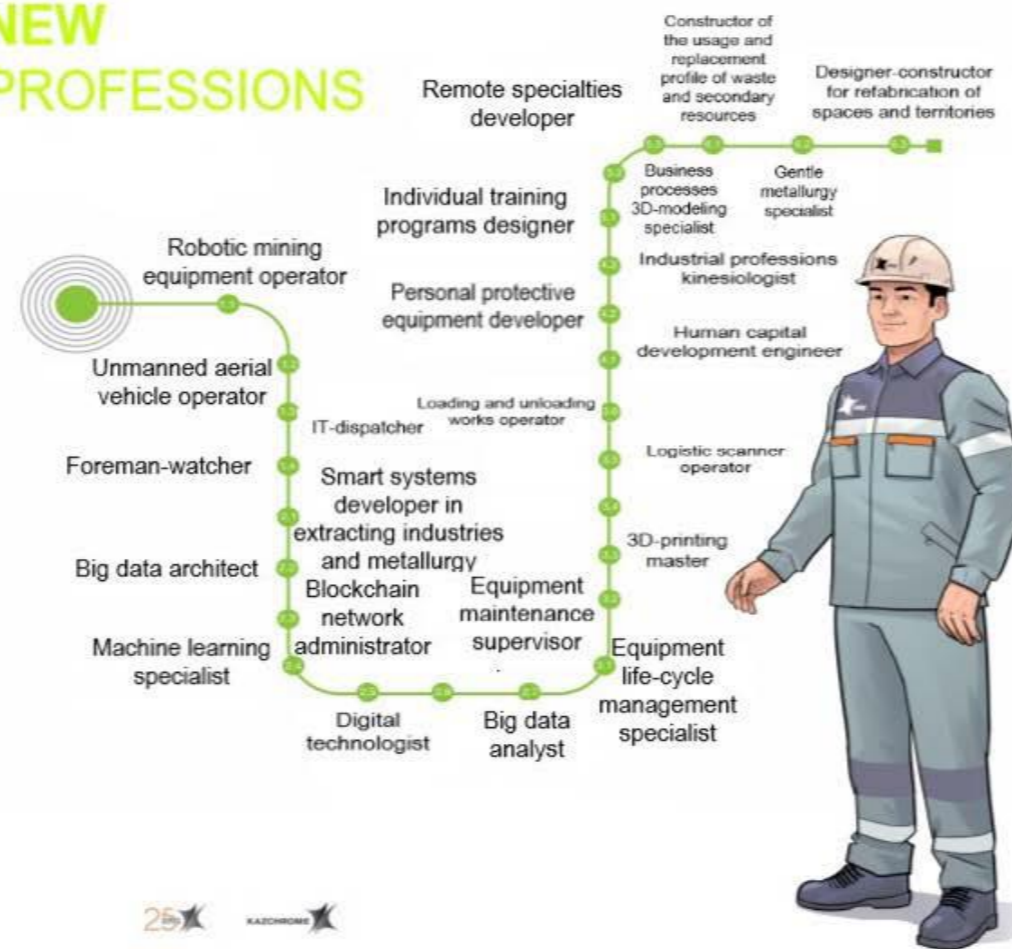 NEW
PROFESSIONS
Robotic mining
equipment operator
Unmanned aerial
vehicle operator
IT-dispatcher
Foreman-watcher
Smart systems
developer in
extracting industries
and metallurgy
Big data architect
Blockchain
network
administrator
Machine learning
specialist
Digital
technologist
Big data
analyst
Equipment
maintenance
supervisor
Equipment
life-cycle
management
specialist
3D-printing
master
Logistic scanner
operator
Loading and unloading
works operator
Human capital
development engineer
Personal protective
equipment developer
Industrial professions
kinesiologist
Individual training
programs designer
Remote specialties
developer
Business
processes
3D-modeling
specialist
Constructor of
the usage and
replacement
profile of waste
and secondary
resources
Gentle
metallurgy
specialist
Designer-constructor
for refabrication of
spaces and territories
25
KAZCHROME